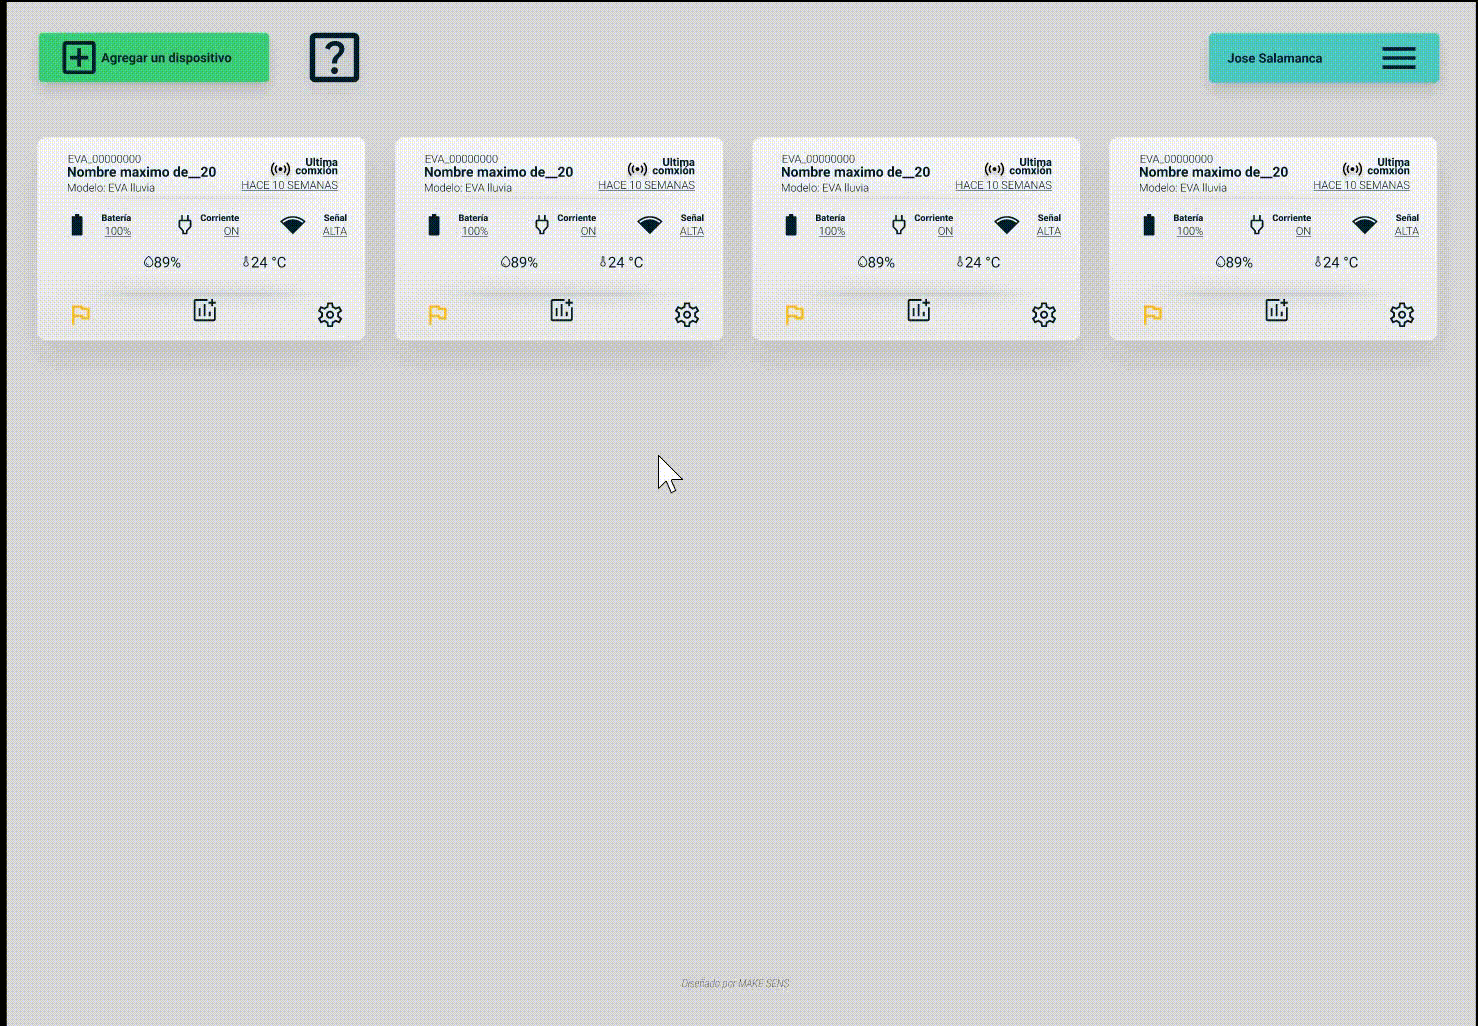 Agregar un dispositivo
Jose Salamanca
EVA_00000000
Nombre maximo de__20
Modelo: EVA lluvia
Ultima
comxión
HACE 10 SEMANAS
Batería
100%
Corriente
ON
Señal
ALTA
89%
24 °C
EVA_00000000
Nombre maximo de__20
Modelo: EVA lluvia
Ultima
comxión
HACE 10 SEMANAS
Batería
100%
Corriente
ON
Señal
ALTA
89%
24 °C
EVA_00000000
Nombre maximo de__20
Modelo: EVA lluvia
Ultima
comxión
HACE 10 SEMANAS
Batería
100%
Corriente
ON
Señal
ALTA
89%
24 °C
EVA_00000000
Nombre maximo de__20
Modelo: EVA lluvia
Ultima
comxión
HACE 10 SEMANAS
Batería
100%
Corriente
ON
Señal
ALTA
89%
24 °C
Diseñado por MAKE SENS